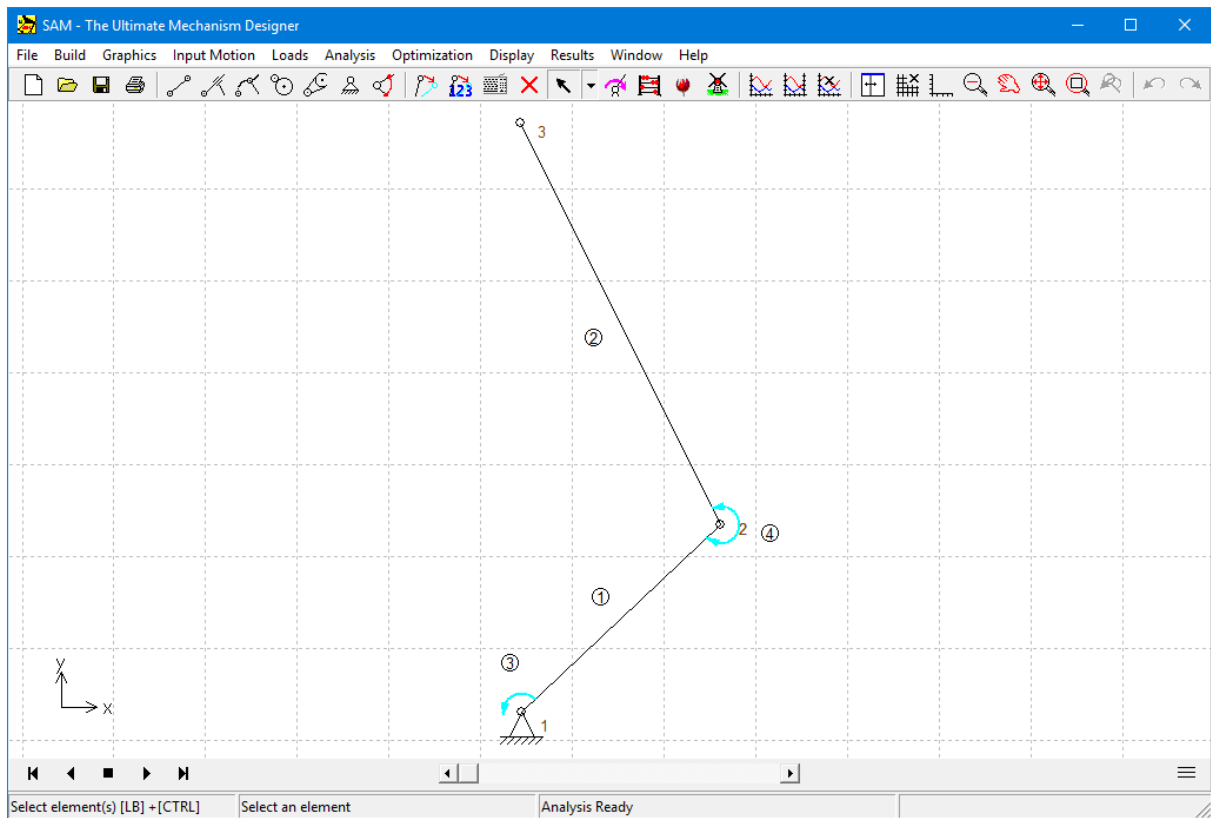 SAM - The Ultimate Mechanism Designer
File Build Graphics Input Motion Loads Analysis Optimization Display Results Window Help
123
3
②
2
④
①
③
y
x
1
Select element(s) [LB] +[CTRL] Select an element Analysis Ready